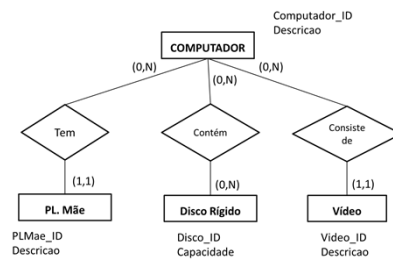 Computador_ID
Descricao
COMPUTADOR
(0,N)
(0,N)
(0,N)
Tem
Contém
Consiste
de
(1,1)
(0,N)
(1,1)
PL. Mãe
Disco Rígido
Vídeo
PLMae_ID
Descricao
Disco_ID
Capacidade
Video_ID
Descricao